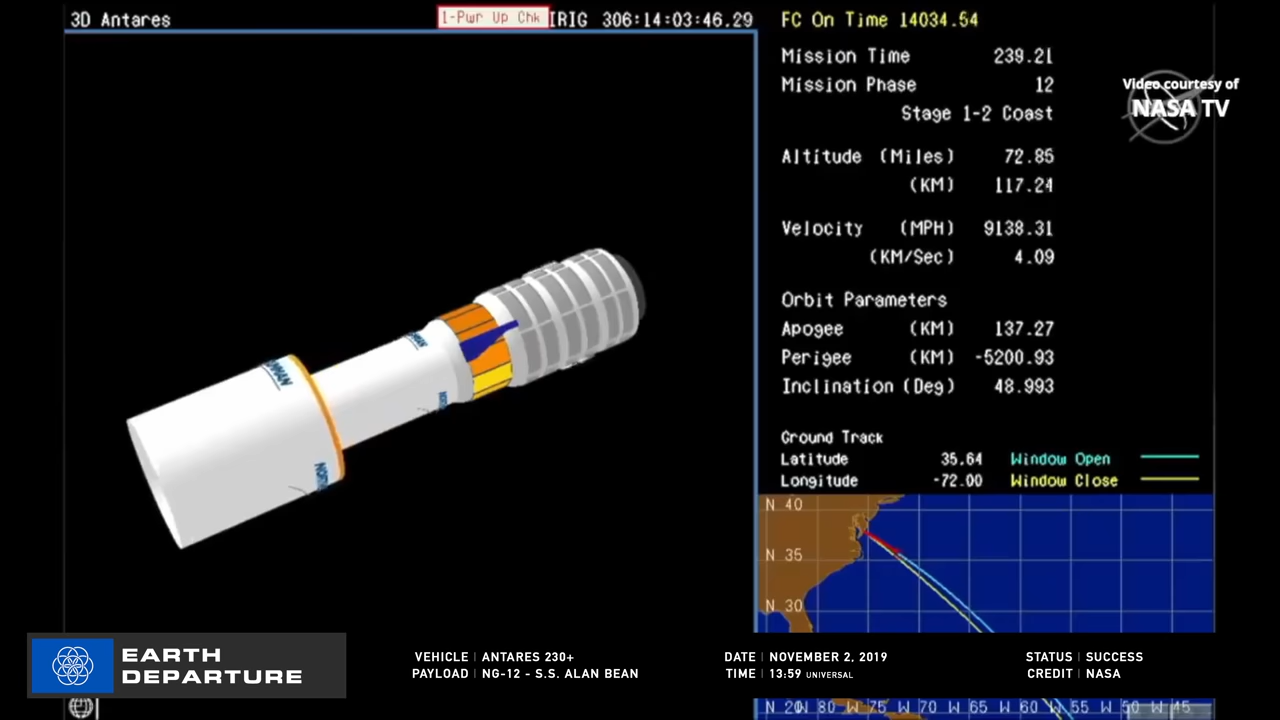 3D Antares
1-Pwr Up Chk
IRIG 306:14:03:46.29
FC On Time 14034.54
Mission Time 239.21
Mission Phase 12
Stage 1-2 Coast
Altitude (Miles) 72.85
(KM) 117.24
Velocity (MPH) 9138.31
(KM/Sec) 4.09
Orbit Parameters
Apogee (KM) 137.27
Perigee (KM) -5200.93
Inclination (Deg) 48.993
Ground Track
Latitude 35.64 Window Open
Longitude -72.00 Window Close
Video courtesy of
NASA TV
N 40
N 35
N 30
EARTH
DEPARTURE
VEHICLE | ANTARES 230+
PAYLOAD | NG-12 - S.S. ALAN BEAN
DATE | NOVEMBER 2, 2019
TIME | 13:59 UNIVERSAL
STATUS | SUCCESS
CREDIT | NASA
N 20 W 80 W 75 W 70 W 65 W 60 W 55 W 50 W 45